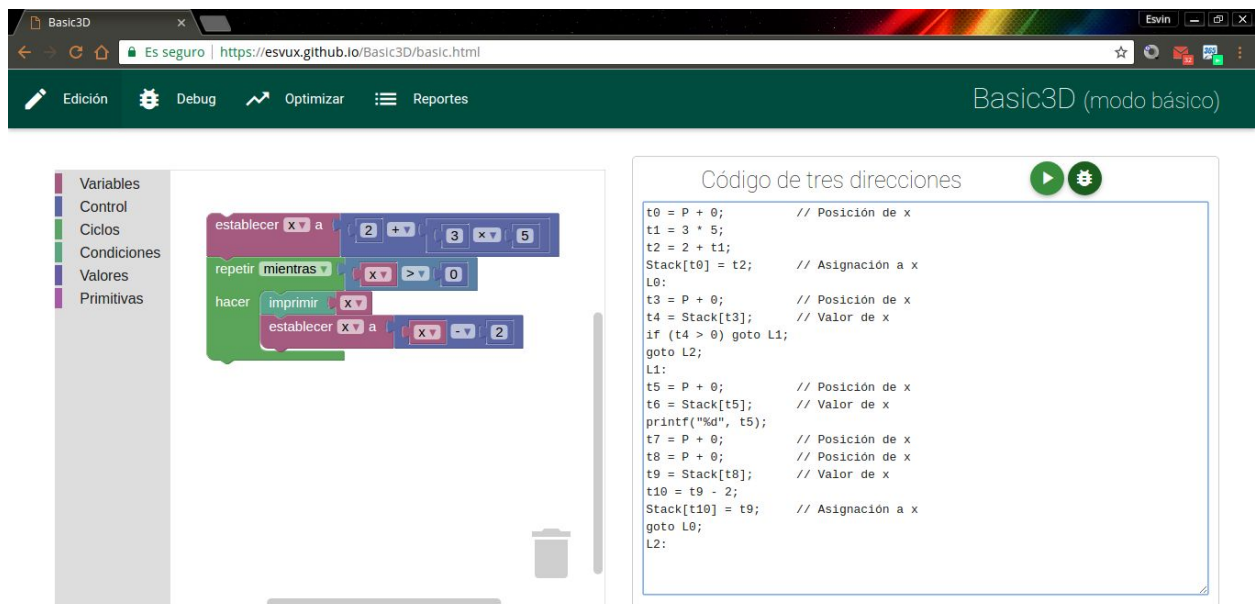 Basic3D
Esvin
Es seguro | https://esvux.github.io/Basic3D/basic.html
Edición Debug Optimizar Reportes Basic3D (modo básico)
Variables
Control
Ciclos
Condiciones
Valores
Primitivas
establecer x a 2 + 3 × 5
repetir mientras x > 0
hacer imprimir x
establecer x a x - 2
Código de tres direcciones
t0 = P + 0; // Posición de x
t1 = 3 * 5;
t2 = 2 + t1;
Stack[t0] = t2; // Asignación a x
L0:
t3 = P + 0; // Posición de x
t4 = Stack[t3]; // Valor de x
if (t4 > 0) goto L1;
goto L2;
L1:
t5 = P + 0; // Posición de x
t6 = Stack[t5]; // Valor de x
printf("%d", t5);
t7 = P + 0; // Posición de x
t8 = P + 0; // Posición de x
t9 = Stack[t8]; // Valor de x
t10 = t9 - 2;
Stack[t10] = t9; // Asignación a x
goto L0;
L2: